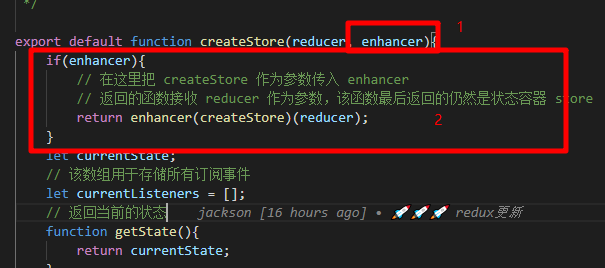 */
1
export default function createStore(reducer, enhancer){
if(enhancer){
// 在这里把 createStore 作为参数传入 enhancer
// 返回的函数接收 reducer 作为参数，该函数最后返回的仍然是状态容器 store
return enhancer(createStore)(reducer);
2
}
let currentState;
// 该数组用于存储所有订阅事件
let currentListeners = [];
// 返回当前的状态 jackson [16 hours ago] • 🚀🚀🚀 redux更新
function getState(){
return currentState;